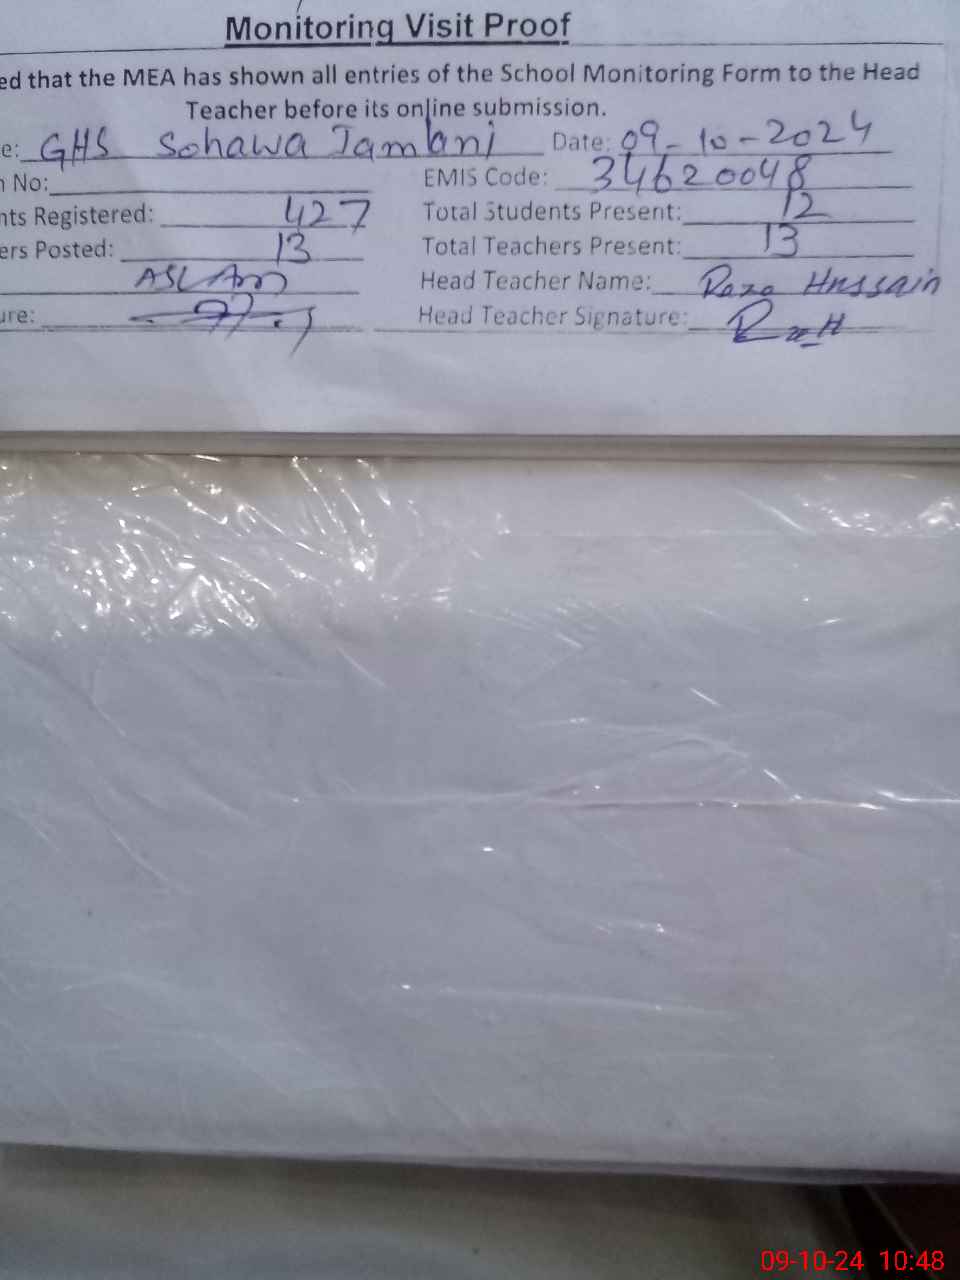 Monitoring Visit Proof
ed that the MEA has shown all entries of the School Monitoring Form to the Head
Teacher before its online submission.
e: GHS Sohawa Jamlani Date: 09-10-2024
n No: EMIS Code: 34620048
nts Registered: 427 Total Students Present: 12
ers Posted: 13 Total Teachers Present: 13
ASLAM Head Teacher Name: Raza Hussain
ure: Head Teacher Signature:
09-10-24 10:48